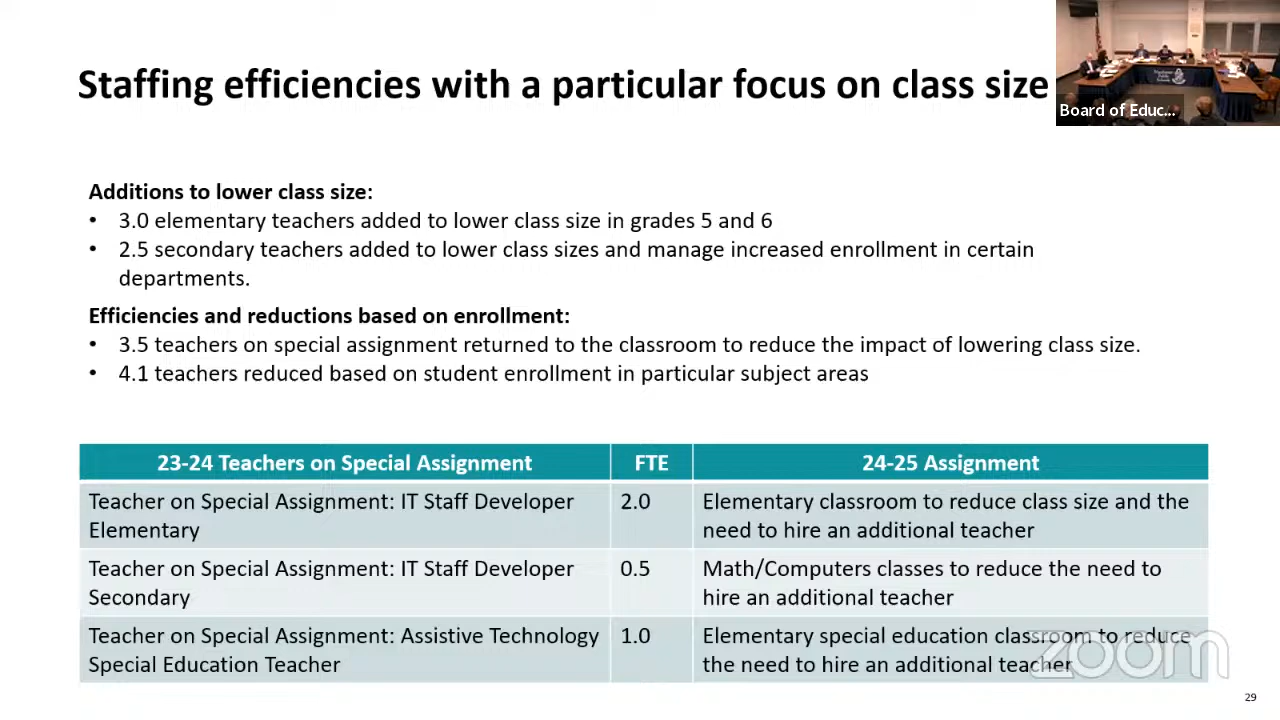 Staffing efficiencies with a particular focus on class size
Board of Educ...
Additions to lower class size:
• 3.0 elementary teachers added to lower class size in grades 5 and 6
• 2.5 secondary teachers added to lower class sizes and manage increased enrollment in certain
departments.
Efficiencies and reductions based on enrollment:
• 3.5 teachers on special assignment returned to the classroom to reduce the impact of lowering class size.
• 4.1 teachers reduced based on student enrollment in particular subject areas
23-24 Teachers on Special Assignment FTE 24-25 Assignment
Teacher on Special Assignment: IT Staff Developer 2.0 Elementary classroom to reduce class size and the
Elementary need to hire an additional teacher
Teacher on Special Assignment: IT Staff Developer 0.5 Math/Computers classes to reduce the need to
Secondary hire an additional teacher
Teacher on Special Assignment: Assistive Technology 1.0 Elementary special education classroom to reduce
Special Education Teacher the need to hire an additional teacher
zoom
29